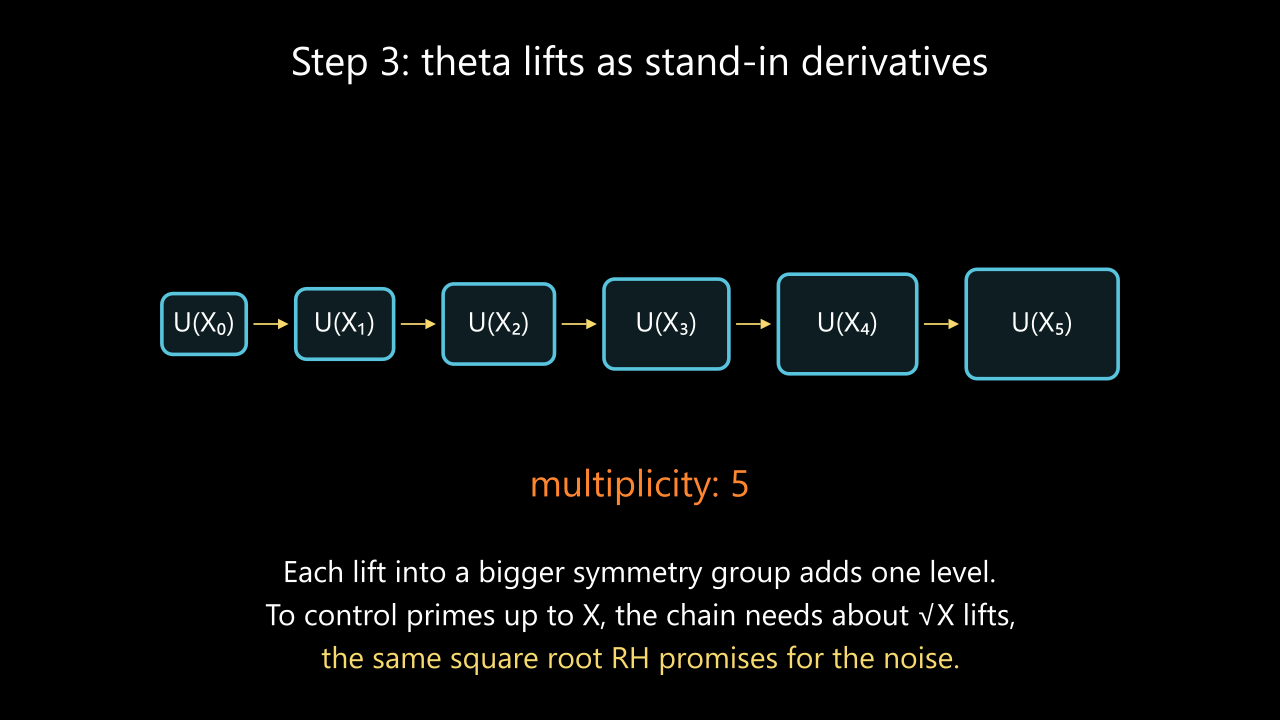 Step 3: theta lifts as stand-in derivatives
U(X₀) U(X₁) U(X₂) U(X₃) U(X₄) U(X₅)
multiplicity: 5
Each lift into a bigger symmetry group adds one level.
To control primes up to X, the chain needs about √X lifts,
the same square root RH promises for the noise.